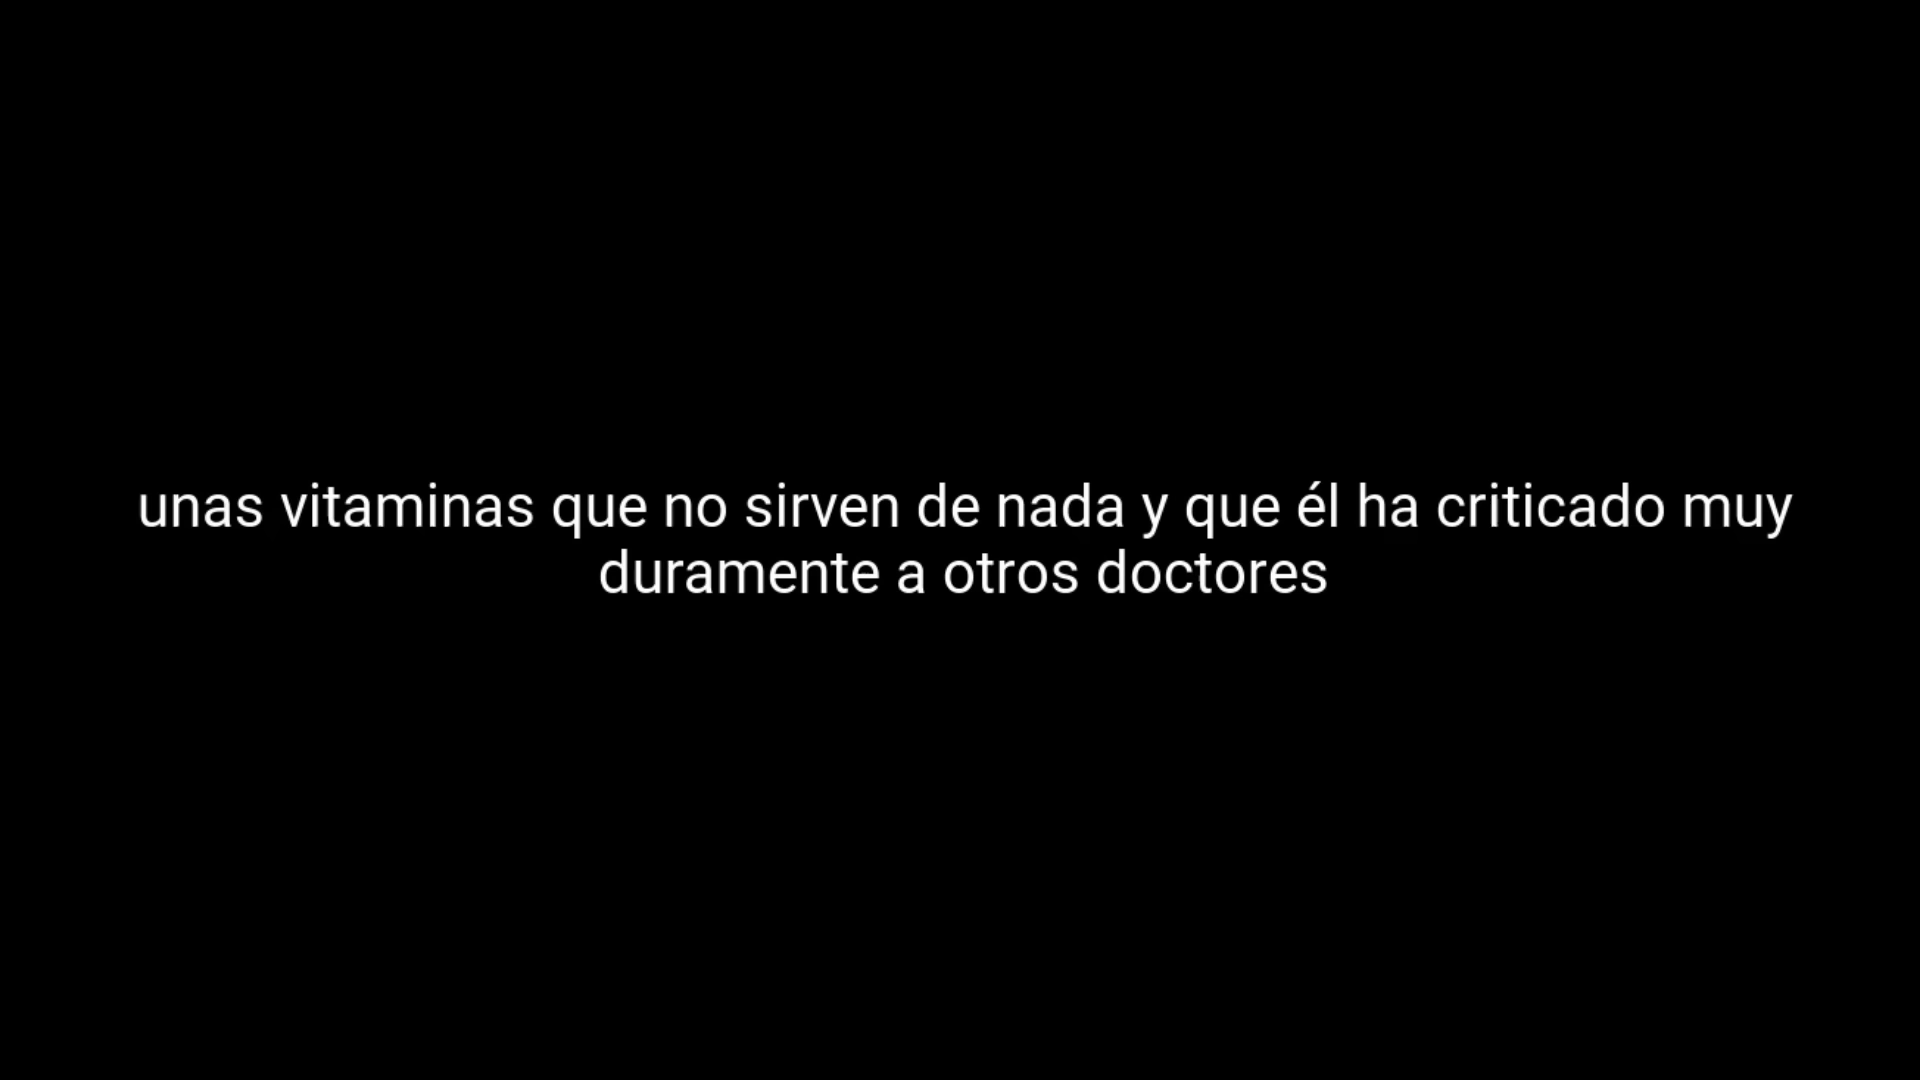 unas vitaminas que no sirven de nada y que él ha criticado muy
duramente a otros doctores